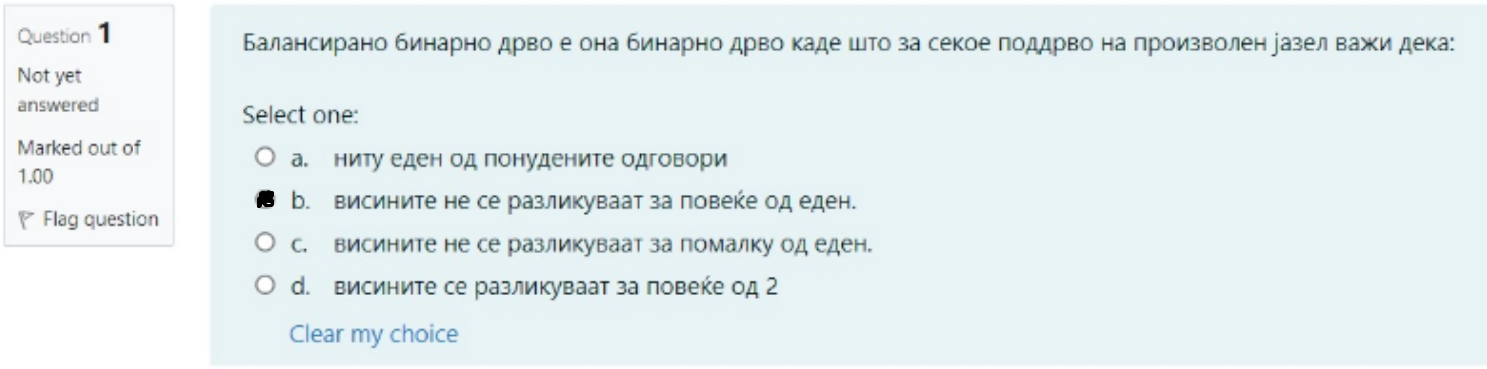 Question 1
Not yet
answered
Marked out of
1.00
Flag question
Балансирано бинарно дрво е она бинарно дрво каде што за секое поддрво на произволен јазел важи дека:
Select one:
a. ниту еден од понудените одговори
b. висините не се разликуваат за повеќе од еден.
c. висините не се разликуваат за помалку од еден.
d. висините се разликуваат за повеќе од 2
Clear my choice